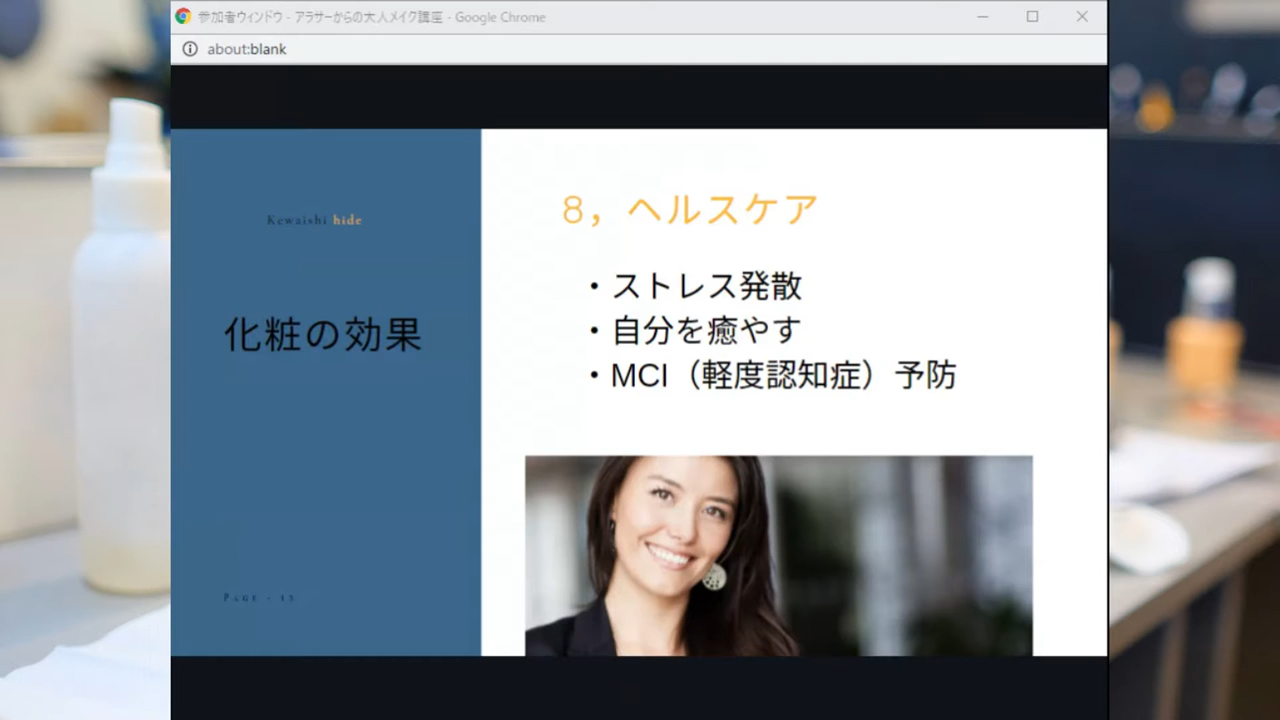 参加者ウィンドウ - アラサーからの大人メイク講座 - Google Chrome
about:blank
Kewaishi hide
化粧の効果
PAGE - 13
8，ヘルスケア
・ストレス発散
・自分を癒やす
・MCI（軽度認知症）予防